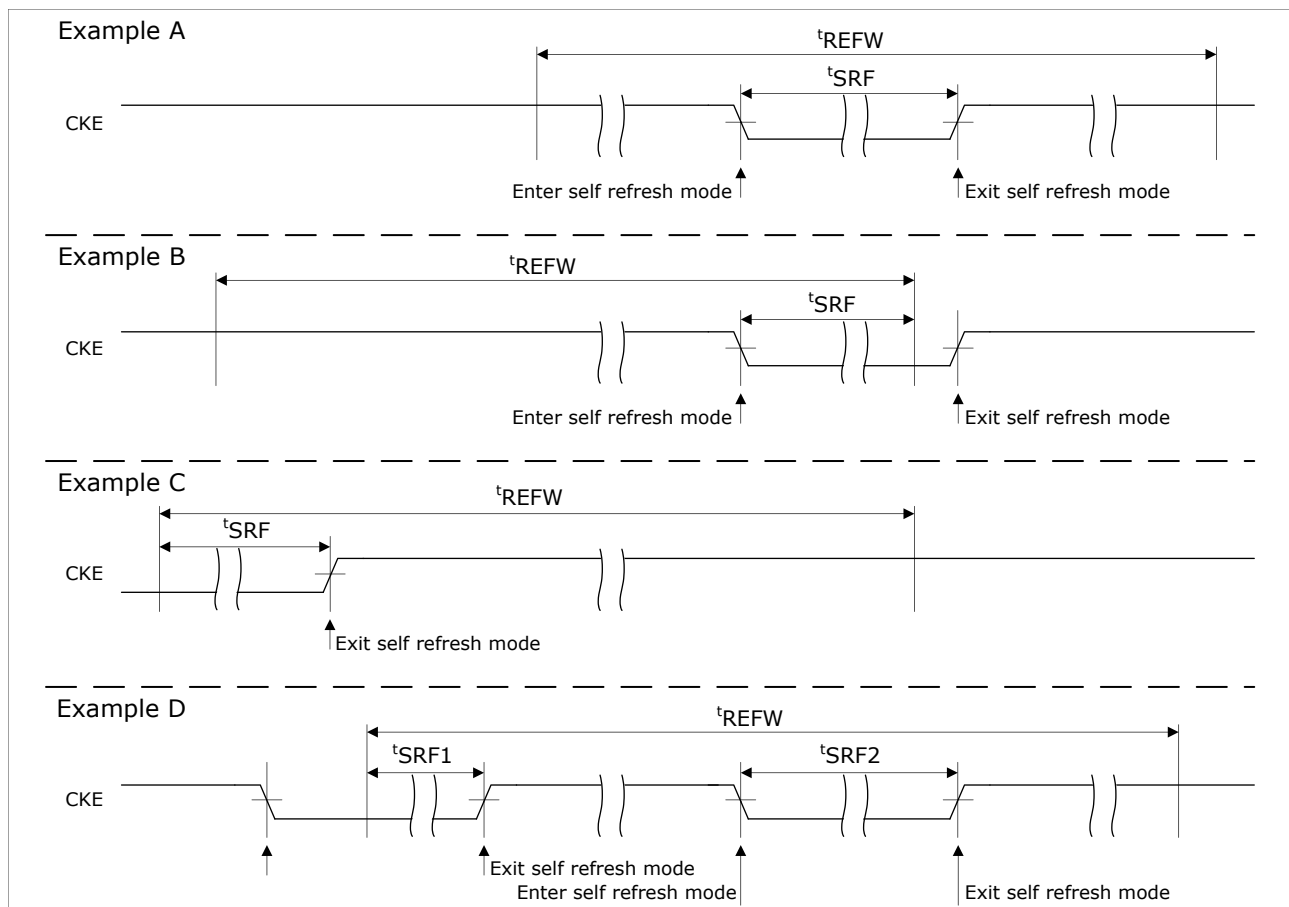 Example A
tREFW
tSRF
CKE
Enter self refresh mode
Exit self refresh mode
Example B
tREFW
tSRF
CKE
Enter self refresh mode
Exit self refresh mode
Example C
tREFW
tSRF
CKE
Exit self refresh mode
Example D
tREFW
tSRF1
tSRF2
CKE
Exit self refresh mode
Enter self refresh mode
Exit self refresh mode